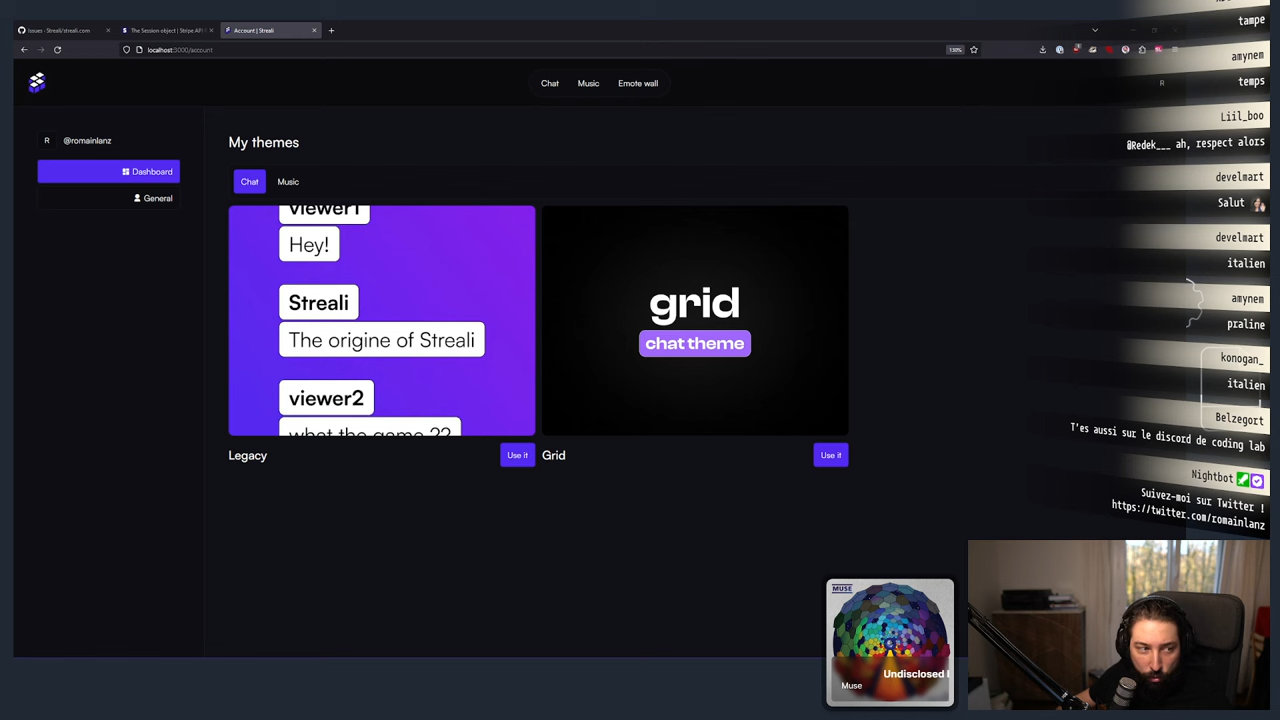 Issues · Streali/streali.com
The Session object | Stripe API
Account | Streali
localhost:3000/account
130%
Chat
Music
Emote wall
R
R
@romainlanz
Dashboard
General
My themes
Chat
Music
viewer1
Hey!
Streali
The origine of Streali
viewer2
what the game ??
Legacy
Use it
grid
chat theme
Grid
Use it
tampe
amynem
temps
Liil_boo
@Redek___ ah, respect alors
develmart
Salut
develmart
italien
amynem
praline
konogan_
italien
Belzegort
T'es aussi sur le discord de coding lab
Nightbot
Suivez-moi sur Twitter !
https://twitter.com/romainlanz
MUSE
Undisclosed
Muse